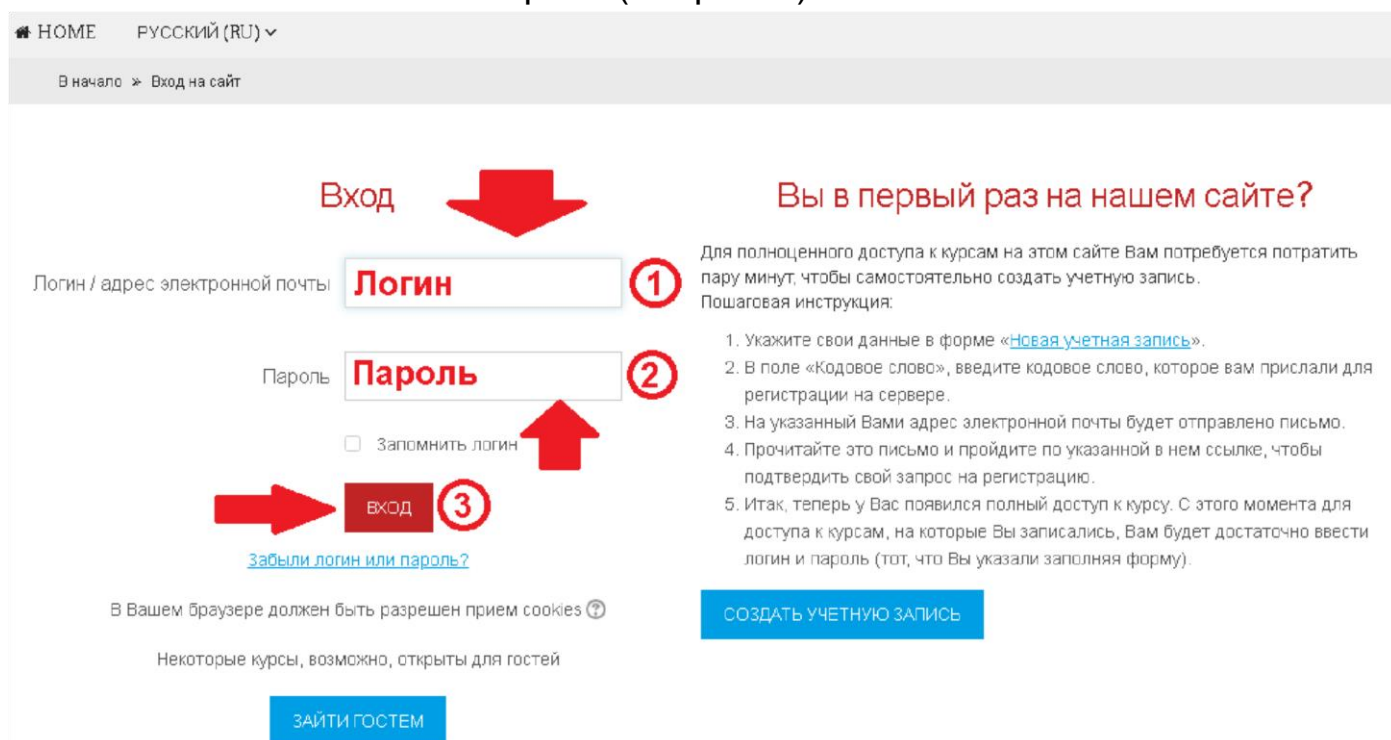 HOME РУССКИЙ (RU)
В начало » Вход на сайт
Вход
Логин / адрес электронной почты Логин 1
Пароль Пароль 2
Запомнить логин
ВХОД 3
Забыли логин или пароль?
В Вашем браузере должен быть разрешен прием cookies ?
Некоторые курсы, возможно, открыты для гостей
ЗАЙТИ ГОСТЕМ
Вы в первый раз на нашем сайте?
Для полноценного доступа к курсам на этом сайте Вам потребуется потратить
пару минут, чтобы самостоятельно создать учетную запись.
Пошаговая инструкция:
1. Укажите свои данные в форме «Новая учетная запись».
2. В поле «Кодовое слово», введите кодовое слово, которое вам прислали для
регистрации на сервере.
3. На указанный Вами адрес электронной почты будет отправлено письмо.
4. Прочитайте это письмо и пройдите по указанной в нем ссылке, чтобы
подтвердить свой запрос на регистрацию.
5. Итак, теперь у Вас появился полный доступ к курсу. С этого момента для
доступа к курсам, на которые Вы записались, Вам будет достаточно ввести
логин и пароль (тот, что Вы указали заполняя форму).
СОЗДАТЬ УЧЕТНУЮ ЗАПИСЬ